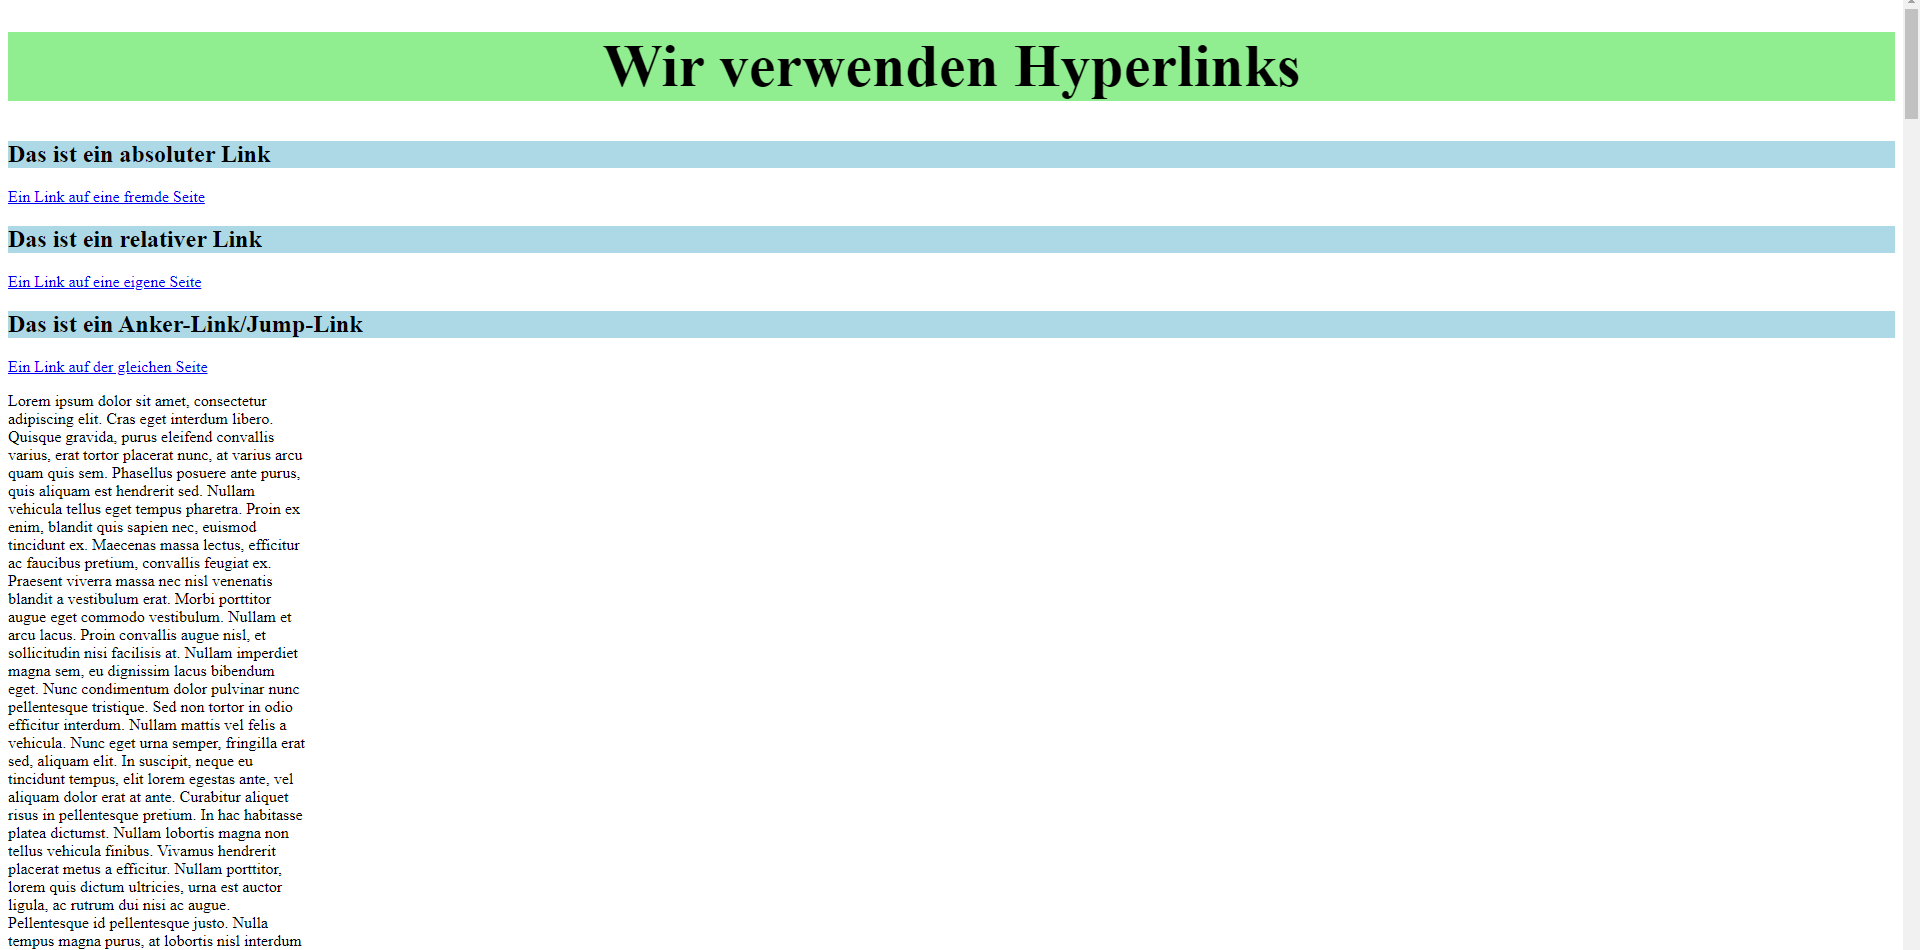 Wir verwenden Hyperlinks
Das ist ein absoluter Link
Ein Link auf eine fremde Seite
Das ist ein relativer Link
Ein Link auf eine eigene Seite
Das ist ein Anker-Link/Jump-Link
Ein Link auf der gleichen Seite
Lorem ipsum dolor sit amet, consectetur
adipiscing elit. Cras eget interdum libero.
Quisque gravida, purus eleifend convallis
varius, erat tortor placerat nunc, at varius arcu
quam quis sem. Phasellus posuere ante purus,
quis aliquam est hendrerit sed. Nullam
vehicula tellus eget tempus pharetra. Proin ex
enim, blandit quis sapien nec, euismod
tincidunt ex. Maecenas massa lectus, efficitur
ac faucibus pretium, convallis feugiat ex.
Praesent viverra massa nec nisl venenatis
blandit a vestibulum erat. Morbi porttitor
augue eget commodo vestibulum. Nullam et
arcu lacus. Proin convallis augue nisl, et
sollicitudin nisi facilisis at. Nullam imperdiet
magna sem, eu dignissim lacus bibendum
eget. Nunc condimentum dolor pulvinar nunc
pellentesque tristique. Sed non tortor in odio
efficitur interdum. Nullam mattis vel felis a
vehicula. Nunc eget urna semper, fringilla erat
sed, aliquam elit. In suscipit, neque eu
tincidunt tempus, elit lorem egestas ante, vel
aliquam dolor erat at ante. Curabitur aliquet
risus in pellentesque pretium. In hac habitasse
platea dictumst. Nullam lobortis magna non
tellus vehicula finibus. Vivamus hendrerit
placerat metus a efficitur. Nullam porttitor,
lorem quis dictum ultricies, urna est auctor
ligula, ac rutrum dui nisi ac augue.
Pellentesque id pellentesque justo. Nulla
tempus magna purus, at lobortis nisl interdum